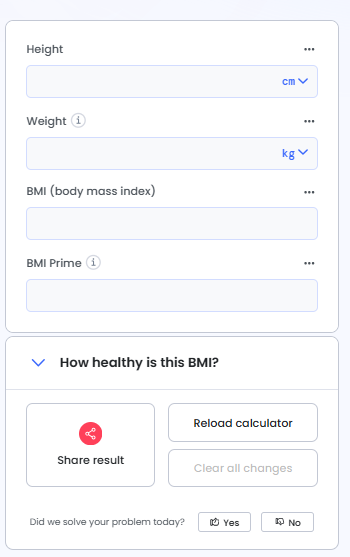 Height
cm
Weight
kg
BMI (body mass index)
BMI Prime
How healthy is this BMI?
Share result
Reload calculator
Clear all changes
Did we solve your problem today? Yes No